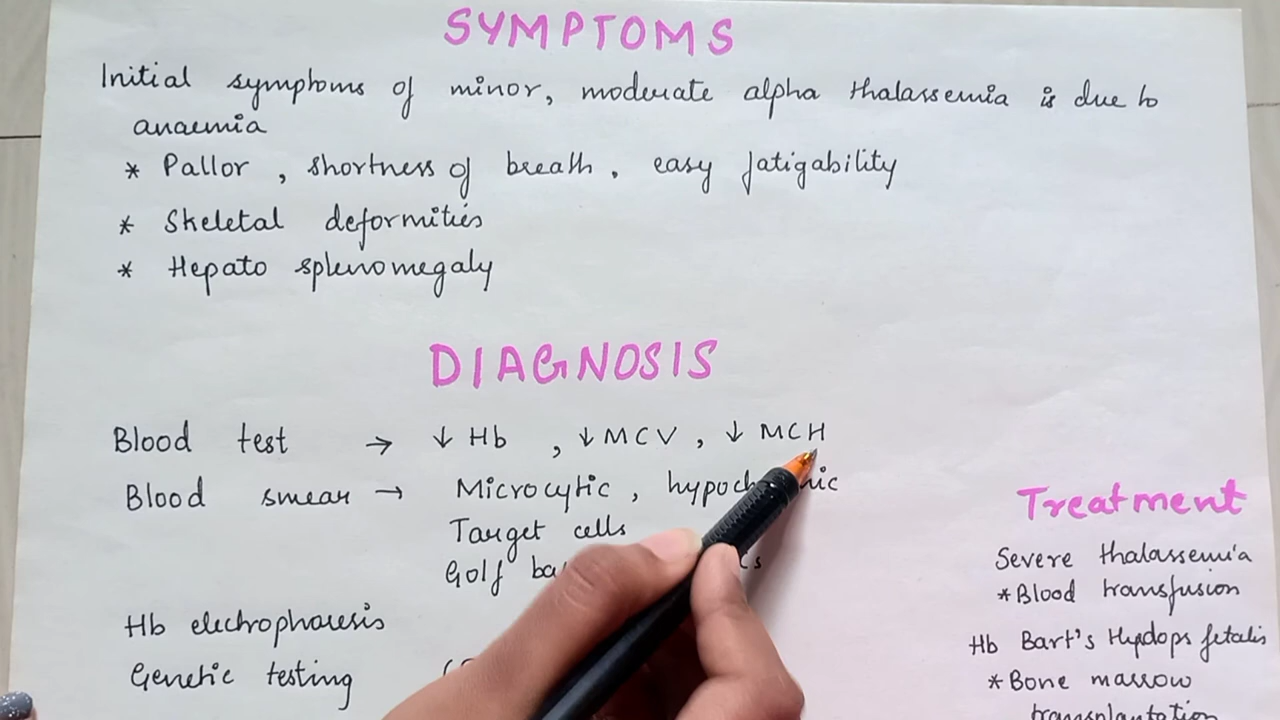 SYMPTOMS
Initial symptoms of minor, moderate alpha thalassemia is due to
anaemia
* Pallor , shortness of breath , easy fatigability
* Skeletal deformities
* Hepato splenomegaly
DIAGNOSIS
Blood test → ↓ Hb , ↓ MCV , ↓ MCH
Blood smear → Microcytic ,
Target cells
Golf
Hb electrophoresis
Genetic testing
Treatment
Severe thalassemia
* Blood transfusion
Hb Bart's Hydops fetalis
* Bone marrow
transplantation